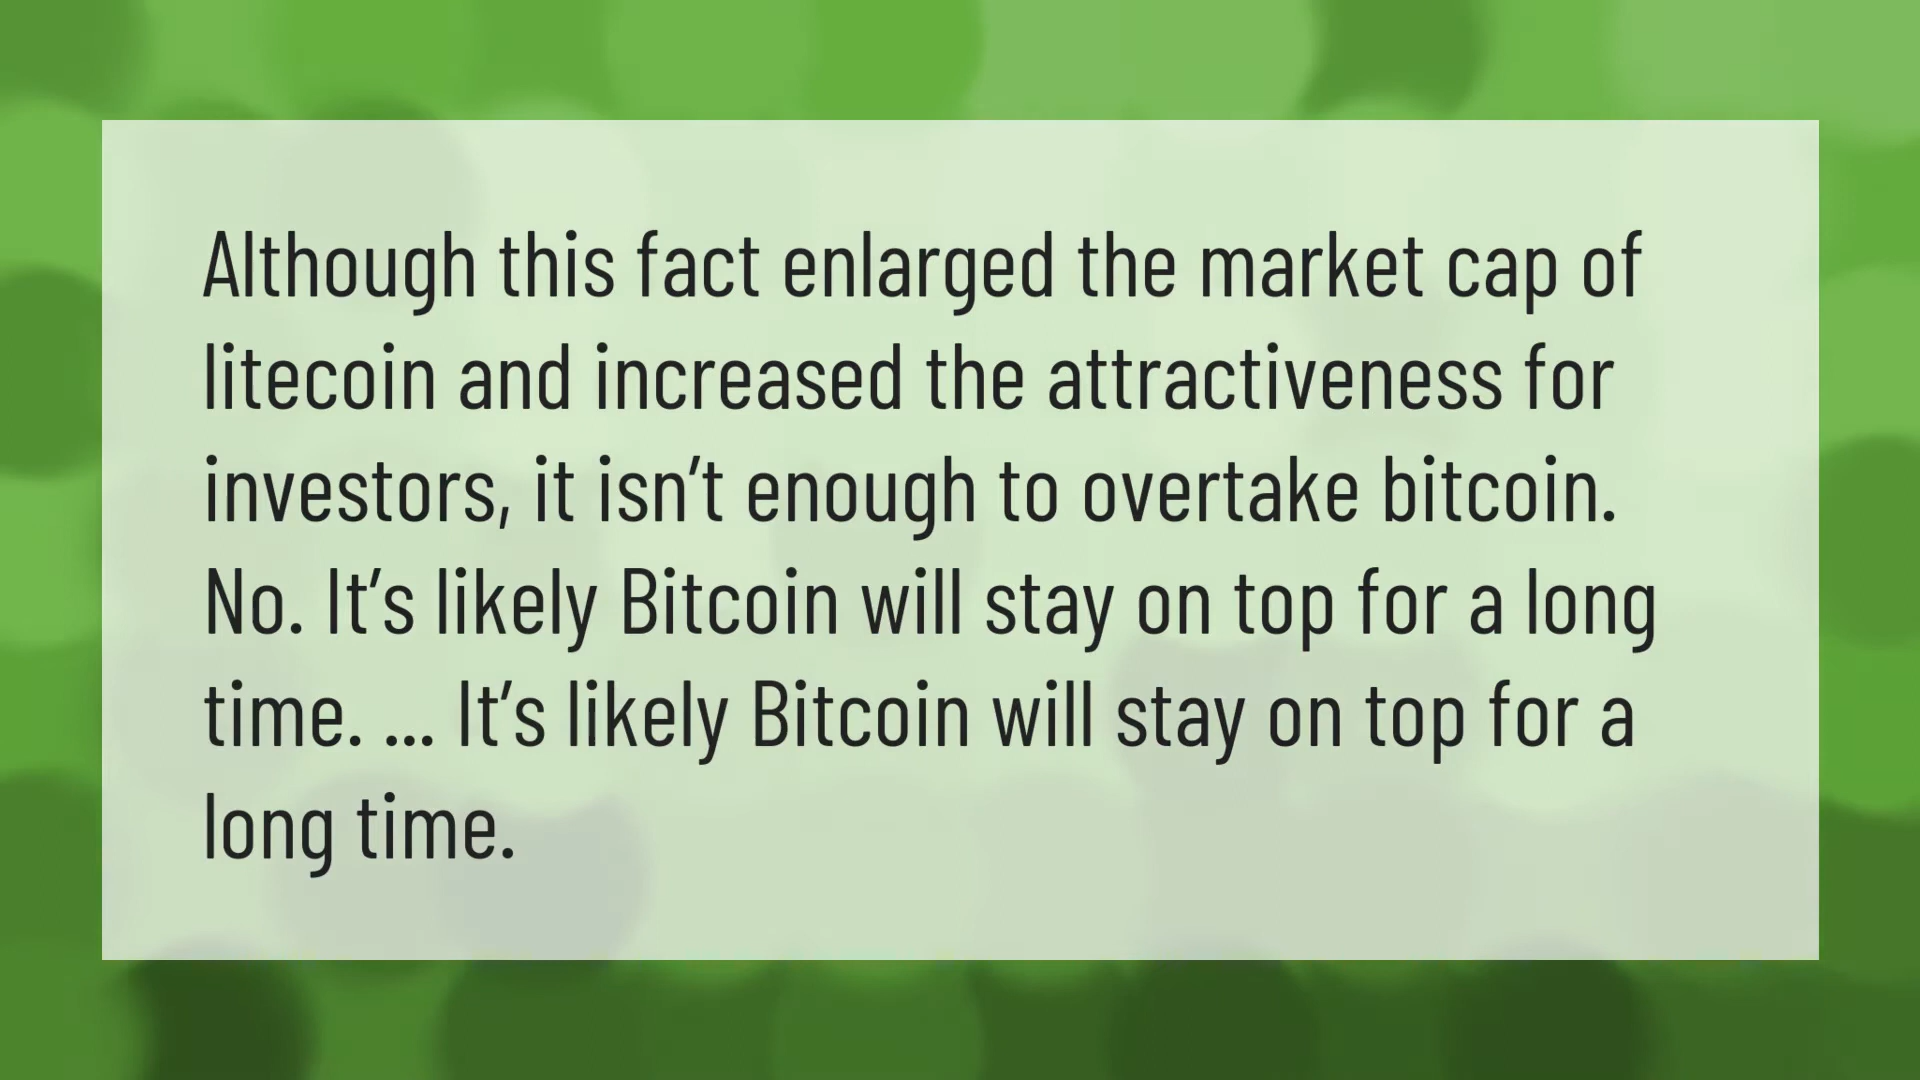 Although this fact enlarged the market cap of
litecoin and increased the attractiveness for
investors, it isn’t enough to overtake bitcoin.
No. It’s likely Bitcoin will stay on top for a long
time. ... It’s likely Bitcoin will stay on top for a
long time.